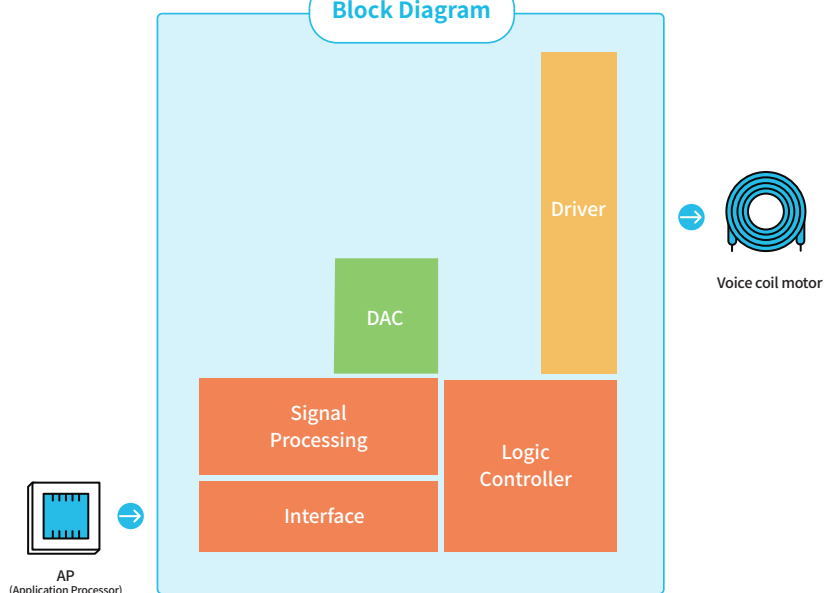 Block Diagram
Driver
Voice coil motor
DAC
Signal
Processing
Logic
Controller
Interface
AP
(Application Processor)